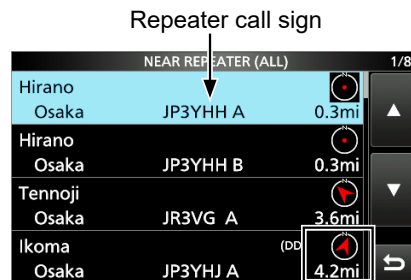 Repeater call sign
NEAR REPEATER (ALL) 1/8
Hirano
Osaka JP3YHH A 0.3mi
Hirano
Osaka JP3YHH B 0.3mi
Tennoji
Osaka JR3VG A 3.6mi
Ikoma (DD
Osaka JP3YHJ A 4.2mi